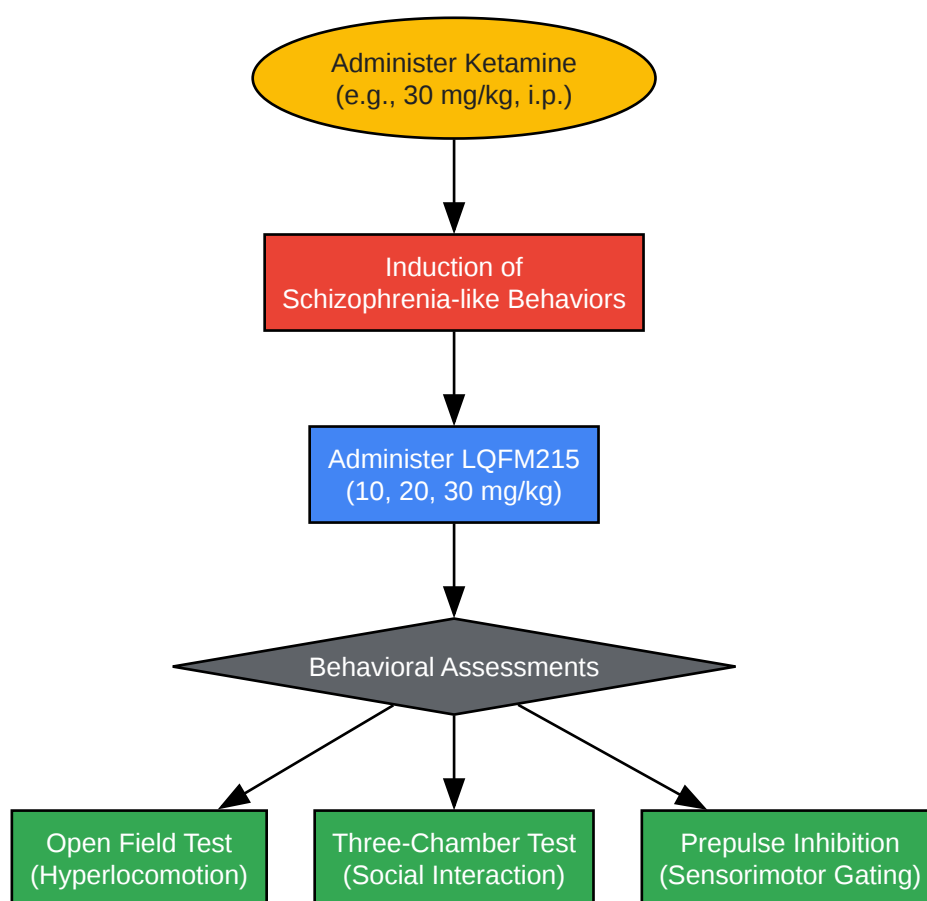 Administer Ketamine
(e.g., 30 mg/kg, i.p.)
Induction of
Schizophrenia-like Behaviors
Administer LQFM215
(10, 20, 30 mg/kg)
Behavioral Assessments
Open Field Test
(Hyperlocomotion)
Three-Chamber Test
(Social Interaction)
Prepulse Inhibition
(Sensorimotor Gating)